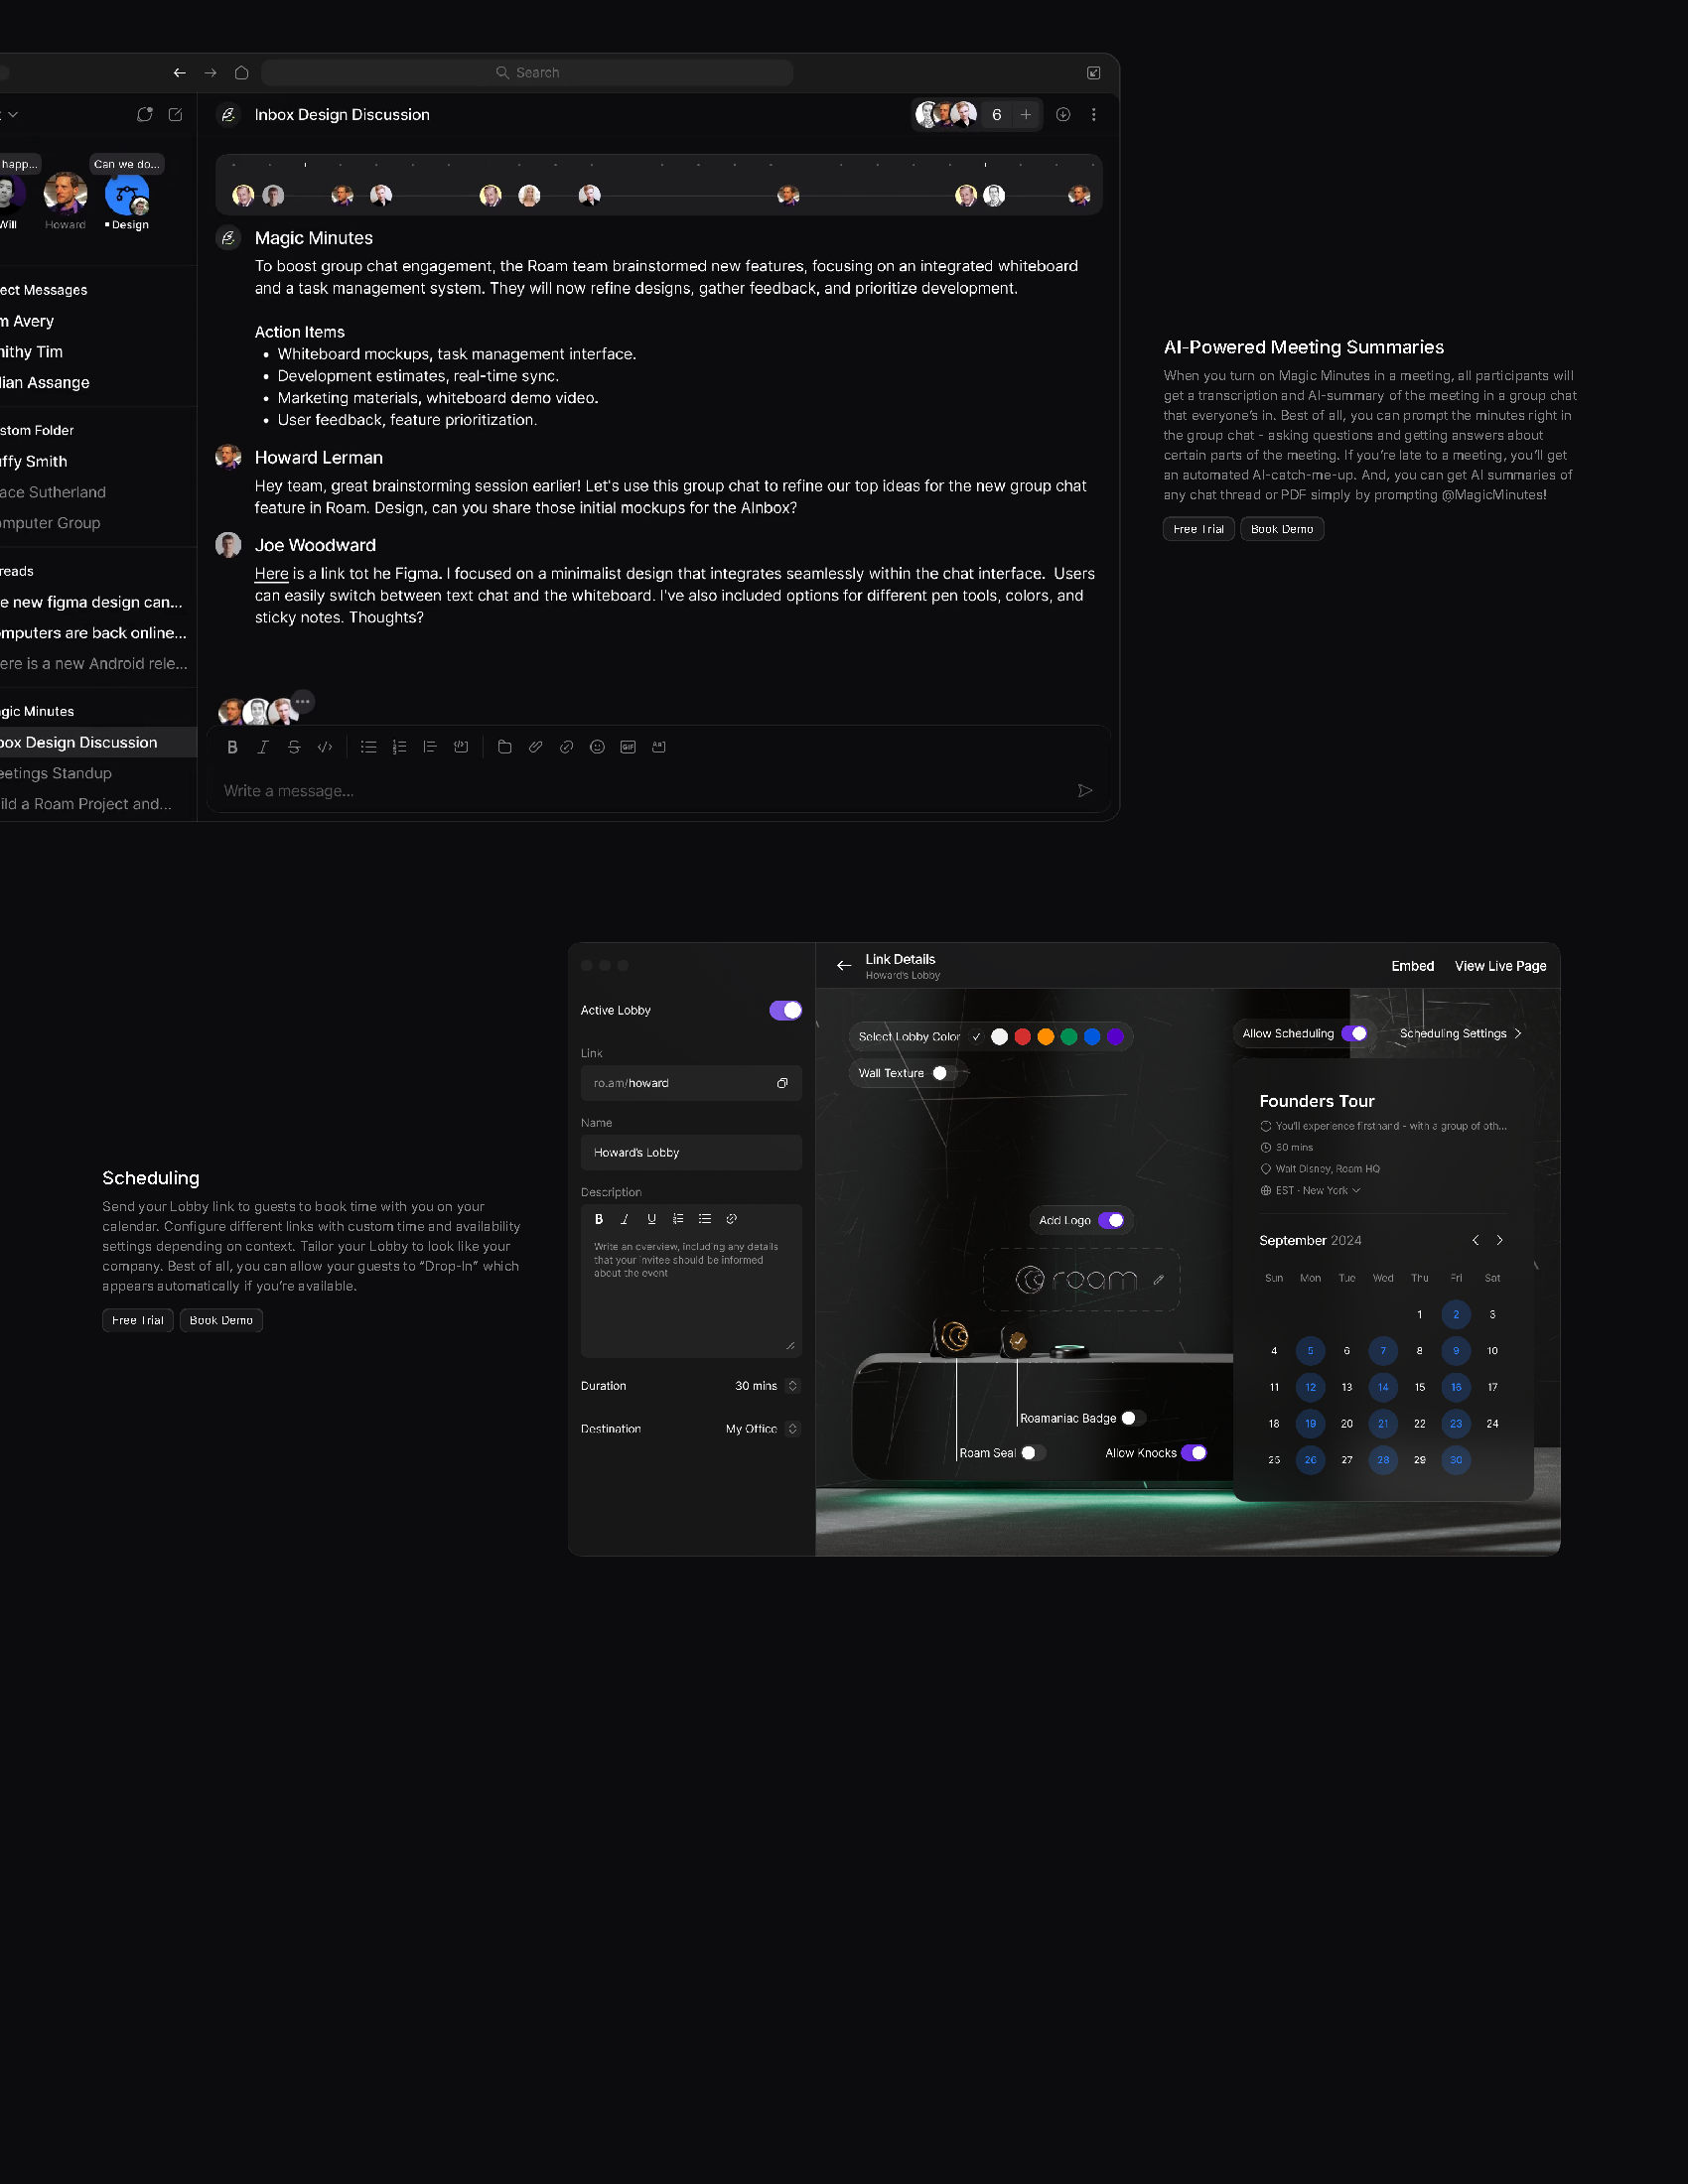 Search
Inbox Design Discussion
6
happ...
Can we do...
Will
Howard
Design
Magic Minutes
To boost group chat engagement, the Roam team brainstormed new features, focusing on an integrated whiteboard
and a task management system. They will now refine designs, gather feedback, and prioritize development.
Action Items
• Whiteboard mockups, task management interface.
• Development estimates, real-time sync.
• Marketing materials, whiteboard demo video.
• User feedback, feature prioritization.
Howard Lerman
Hey team, great brainstorming session earlier! Let's use this group chat to refine our top ideas for the new group chat
feature in Roam. Design, can you share those initial mockups for the AInbox?
Joe Woodward
Here is a link tot he Figma. I focused on a minimalist design that integrates seamlessly within the chat interface.  Users
can easily switch between text chat and the whiteboard. I've also included options for different pen tools, colors, and
sticky notes. Thoughts?
ect Messages
m Avery
nithy Tim
lian Assange
stom Folder
uffy Smith
ace Sutherland
omputer Group
reads
e new figma design can...
omputers are back online...
ere is a new Android rele...
gic Minutes
box Design Discussion
eetings Standup
ild a Roam Project and...
Write a message...
AI-Powered Meeting Summaries
When you turn on Magic Minutes in a meeting, all participants will
get a transcription and AI-summary of the meeting in a group chat
that everyone's in. Best of all, you can prompt the minutes right in
the group chat - asking questions and getting answers about
certain parts of the meeting. If you're late to a meeting, you'll get
an automated AI-catch-me-up. And, you can get AI summaries of
any chat thread or PDF simply by prompting @MagicMinutes!
Free Trial
Book Demo
Scheduling
Send your Lobby link to guests to book time with you on your
calendar. Configure different links with custom time and availability
settings depending on context. Tailor your Lobby to look like your
company. Best of all, you can allow your guests to “Drop-In” which
appears automatically if you're available.
Free Trial
Book Demo
Active Lobby
Link
ro.am/howard
Name
Howard's Lobby
Description
B I U
Write an overview, including any details
that your invitee should be informed
about the event
Duration
30 mins
Destination
My Office
Link Details
Howard's Lobby
Embed
View Live Page
Select Lobby Color
Wall Texture
Allow Scheduling
Scheduling Settings
Add Logo
roam
Roamaniac Badge
Roam Seal
Allow Knocks
Founders Tour
You'll experience firsthand - with a group of oth...
30 mins
Walt Disney, Roam HQ
EST · New York
September 2024
Sun Mon Tue Wed Thu Fri Sat
1 2 3
4 5 6 7 8 9 10
11 12 13 14 15 16 17
18 19 20 21 22 23 24
25 26 27 28 29 30